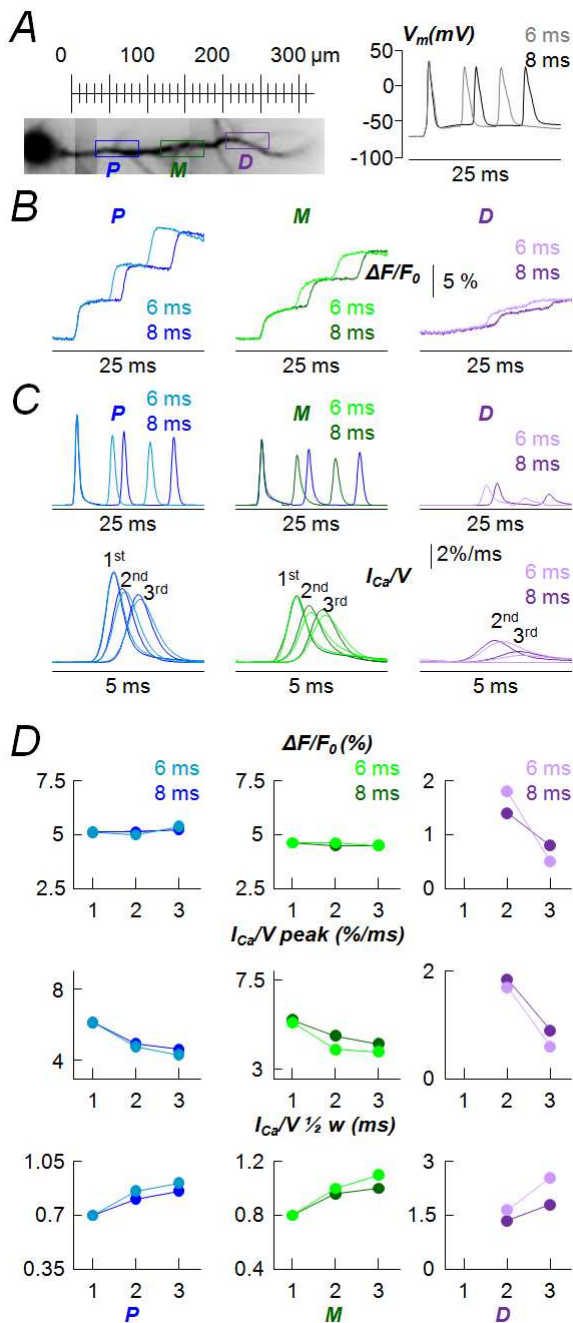 A
0 100 200 300 µm
P M D
Vm(mV)
6 ms
8 ms
50
0
-50
-100
25 ms
B
P M D
ΔF/F0 5 %
6 ms
8 ms
6 ms
8 ms
6 ms
8 ms
25 ms 25 ms 25 ms
C
P M D
6 ms
8 ms
6 ms
8 ms
6 ms
8 ms
25 ms 25 ms 25 ms
ICa/V 2%/ms
1st 2nd 3rd
1st 2nd 3rd
6 ms
8 ms
2nd 3rd
5 ms 5 ms 5 ms
D
ΔF/F0 (%)
6 ms
8 ms
6 ms
8 ms
6 ms
8 ms
7.5 7.5 2
5 5 1
2.5 2.5 0
1 2 3 1 2 3 1 2 3
ICa/V peak (%/ms)
8 7.5 2
4 3 0
1 2 3 1 2 3 1 2 3
ICa/V ½ w (ms)
1.05 1.2 3
0.7 0.8 1.5
0.35 0.4 0
1 2 3 1 2 3 1 2 3
P M D